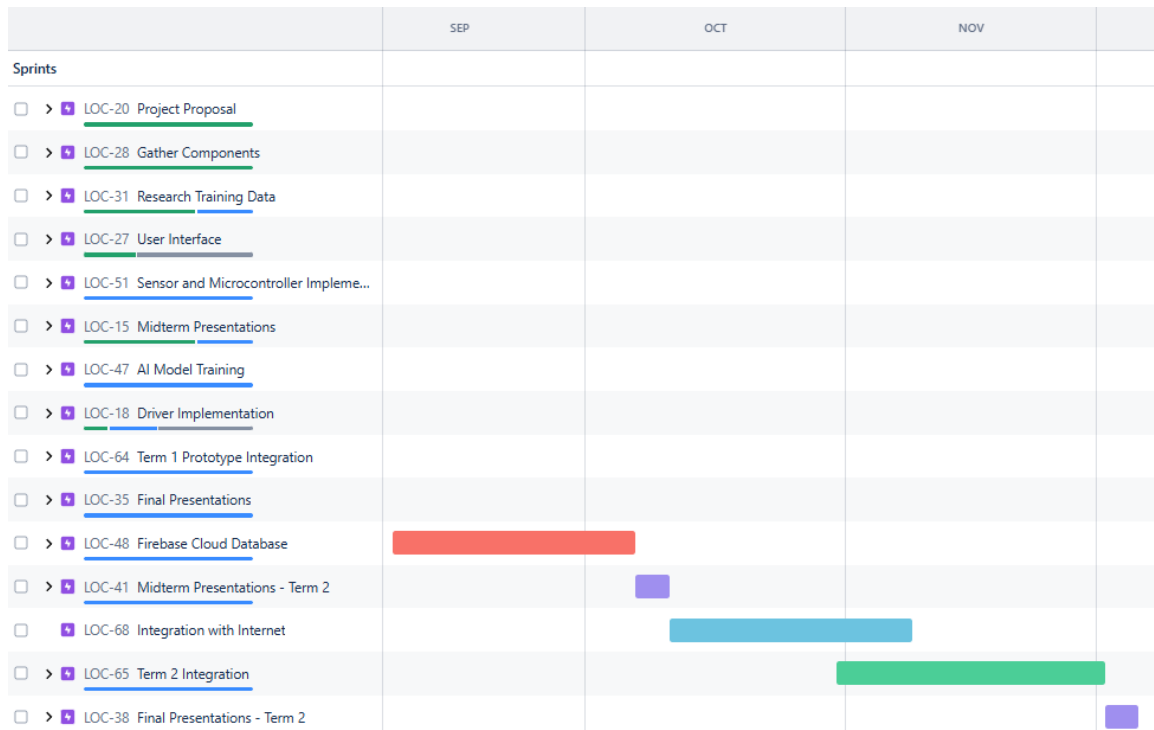 SEP OCT NOV
Sprints
LOC-20 Project Proposal
LOC-28 Gather Components
LOC-31 Research Training Data
LOC-27 User Interface
LOC-51 Sensor and Microcontroller Impleme...
LOC-15 Midterm Presentations
LOC-47 AI Model Training
LOC-18 Driver Implementation
LOC-64 Term 1 Prototype Integration
LOC-35 Final Presentations
LOC-48 Firebase Cloud Database
LOC-41 Midterm Presentations - Term 2
LOC-68 Integration with Internet
LOC-65 Term 2 Integration
LOC-38 Final Presentations - Term 2